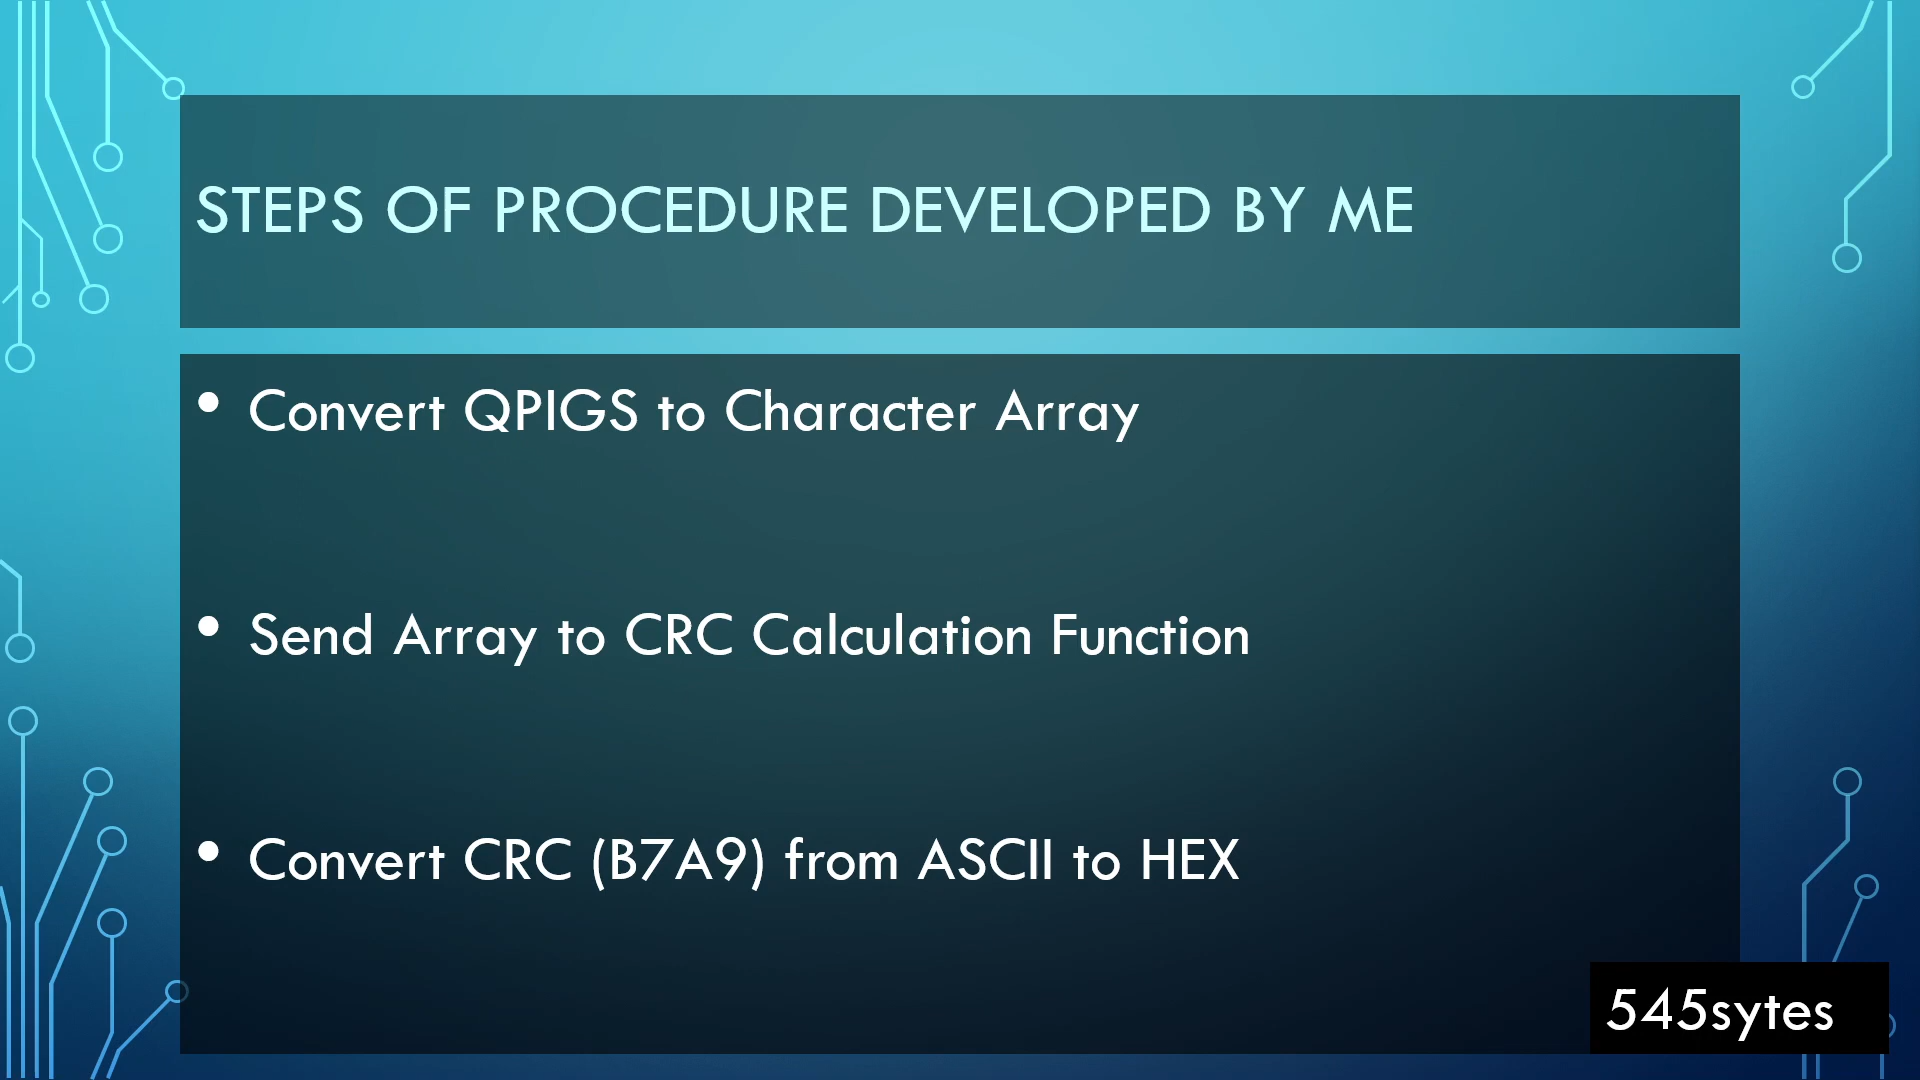 STEPS OF PROCEDURE DEVELOPED BY ME
• Convert QPIGS to Character Array
• Send Array to CRC Calculation Function
• Convert CRC (B7A9) from ASCII to HEX
545sytes